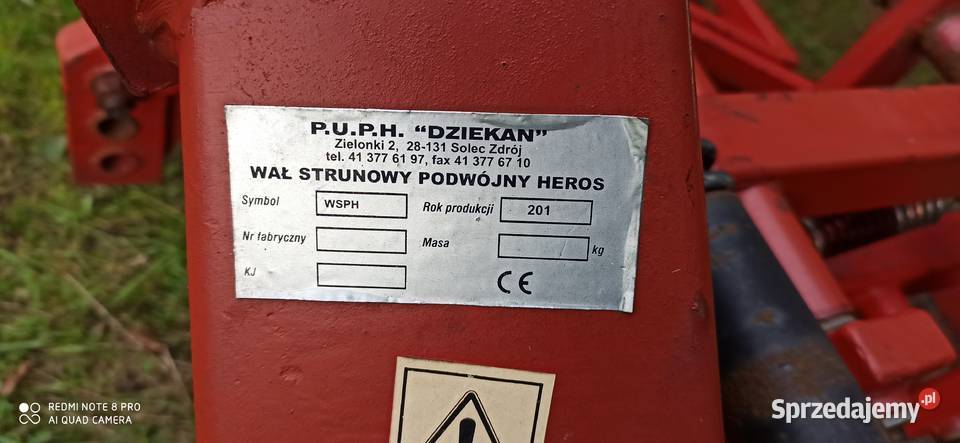 P.U.P.H. “DZIEKAN”
Zielonki 2, 28-131 Solec Zdrój
tel. 41 377 61 97, fax 41 377 67 10
WAŁ STRUNOWY PODWÓJNY HEROS
Symbol WSPH Rok produkcji 201
Nr fabryczny Masa kg
KJ CE
REDMI NOTE 8 PRO
AI QUAD CAMERA
Sprzedajemy.pl